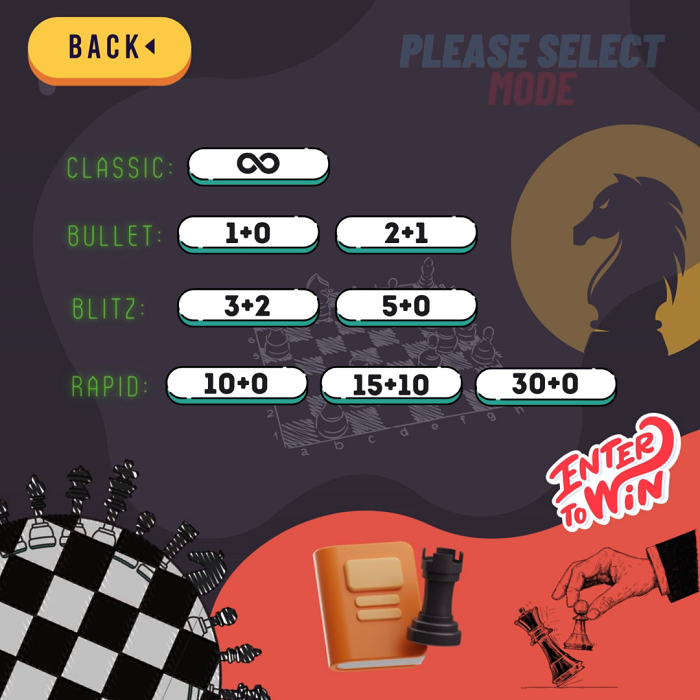 BACK
PLEASE SELECT
MODE
CLASSIC: ∞
BULLET: 1+0 2+1
BLITZ: 3+2 5+0
RAPID: 10+0 15+10 30+0
ENTER
TO WiN